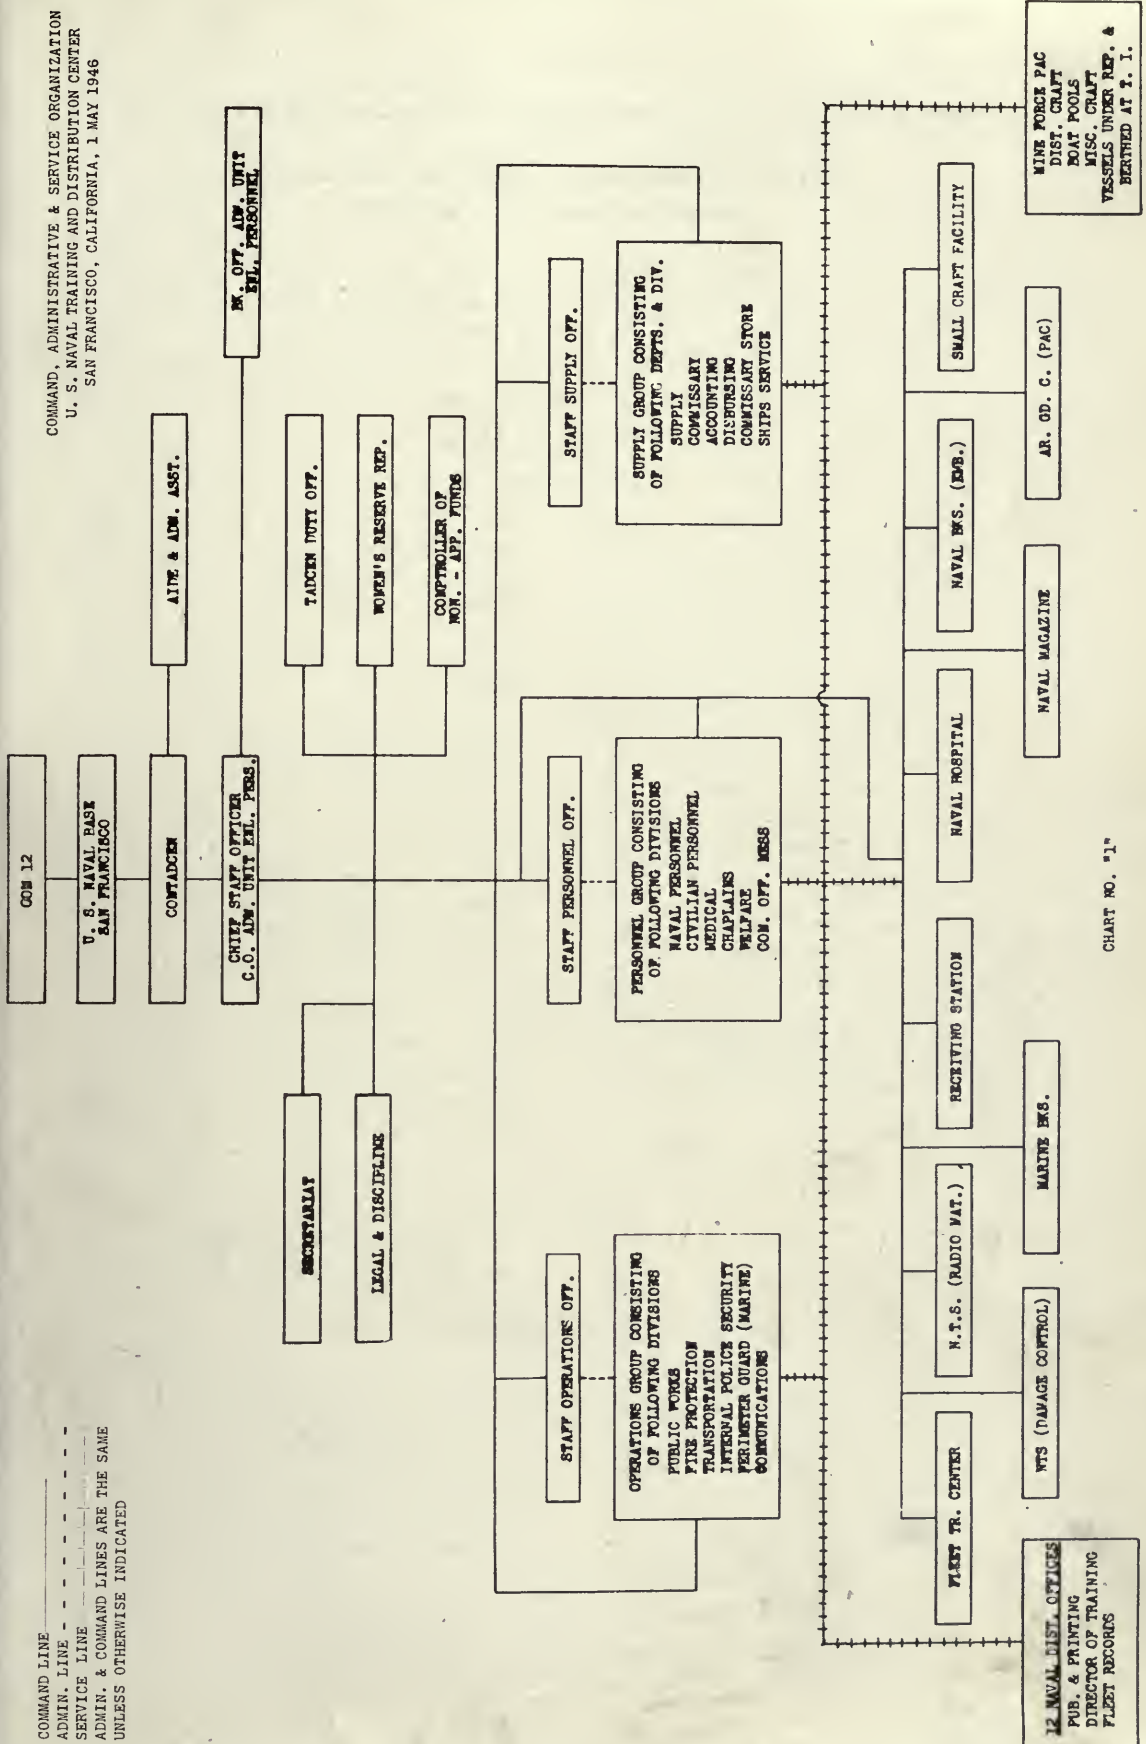 COMMAND LINE
ADMIN. LINE
SERVICE LINE
ADMIN. & COMMAND LINES ARE THE SAME
UNLESS OTHERWISE INDICATED
COMMAND, ADMINISTRATIVE & SERVICE ORGANIZATION
U. S. NAVAL TRAINING AND DISTRIBUTION CENTER
SAN FRANCISCO, CALIFORNIA, 1 MAY 1946
COM 12
U. S. NAVAL BASE
SAN FRANCISCO
COMTADCEN
AIDE & ADM. ASST.
CHIEF STAFF OFFICER
C.O. ADM. UNIT ENL. PERS.
BK. OFF. ADM. UNIT
ENL. PERSONNEL
SECRETARIAT
LEGAL & DISCIPLINE
TADCEN DUTY OFF.
WOMEN'S RESERVE REP.
COMPTROLLER OF
NON. - APP. FUNDS
STAFF OPERATIONS OFF.
OPERATIONS GROUP CONSISTING
OF FOLLOWING DIVISIONS
PUBLIC WORKS
FIRE PROTECTION
TRANSPORTATION
INTERNAL POLICE SECURITY
PERIMETER GUARD (MARINE)
COMMUNICATIONS
STAFF PERSONNEL OFF.
PERSONNEL GROUP CONSISTING
OF FOLLOWING DIVISIONS
NAVAL PERSONNEL
CIVILIAN PERSONNEL
MEDICAL
CHAPLAINS
WELFARE
COM. OFF. MESS
STAFF SUPPLY OFF.
SUPPLY GROUP CONSISTING
OF FOLLOWING DEPTS. & DIV.
SUPPLY
COMMISSARY
ACCOUNTING
DISBURSING
COMMISSARY STORE
SHIPS SERVICE
FLEET TR. CENTER
N.T.S. (RADIO MAT.)
RECEIVING STATION
NAVAL HOSPITAL
NAVAL BKS. (EMB.)
SMALL CRAFT FACILITY
12 NAVAL DIST. OFFICES
PUB. & PRINTING
DIRECTOR OF TRAINING
FLEET RECORDS
NTS (DAMAGE CONTROL)
MARINE BKS.
NAVAL MAGAZINE
AR. GD. C. (PAC)
MINE FORCE PAC
DIST. CRAFT
BOAT POOLS
MISC. CRAFT
VESSELS UNDER REP. &
BERTHED AT T. I.
CHART NO. "1"